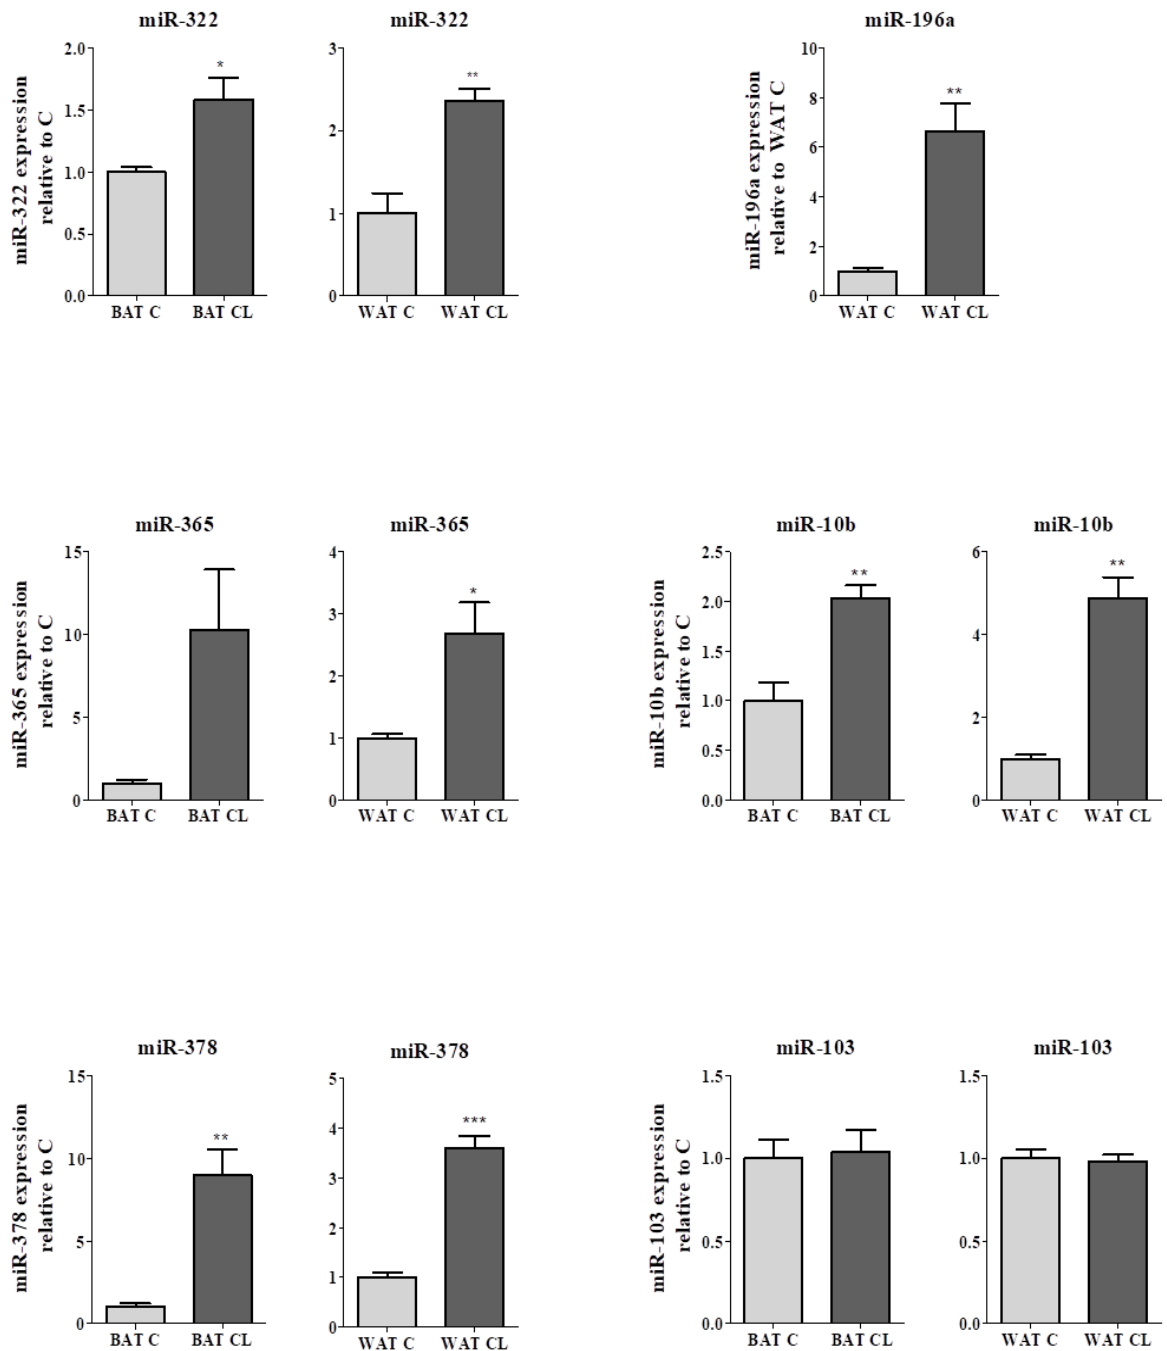 miR-322
miR-322 expression
relative to C
2.0
*
1.5
1.0
0.5
0.0
BAT C BAT CL
miR-322
3
**
2
1
0
WAT C WAT CL
miR-196a
miR-196a expression
relative to WAT C
10
**
8
6
4
2
0
WAT C WAT CL
miR-365
miR-365 expression
relative to C
15
10
5
0
BAT C BAT CL
miR-365
4
*
3
2
1
0
WAT C WAT CL
miR-10b
miR-10b expression
relative to C
2.5
**
2.0
1.5
1.0
0.5
0.0
BAT C BAT CL
miR-10b
6
**
4
2
0
WAT C WAT CL
miR-378
miR-378 expression
relative to C
15
**
10
5
0
BAT C BAT CL
miR-378
5
***
4
3
2
1
0
WAT C WAT CL
miR-103
miR-103 expression
relative to C
1.5
1.0
0.5
0.0
BAT C BAT CL
miR-103
1.5
1.0
0.5
0.0
WAT C WAT CL